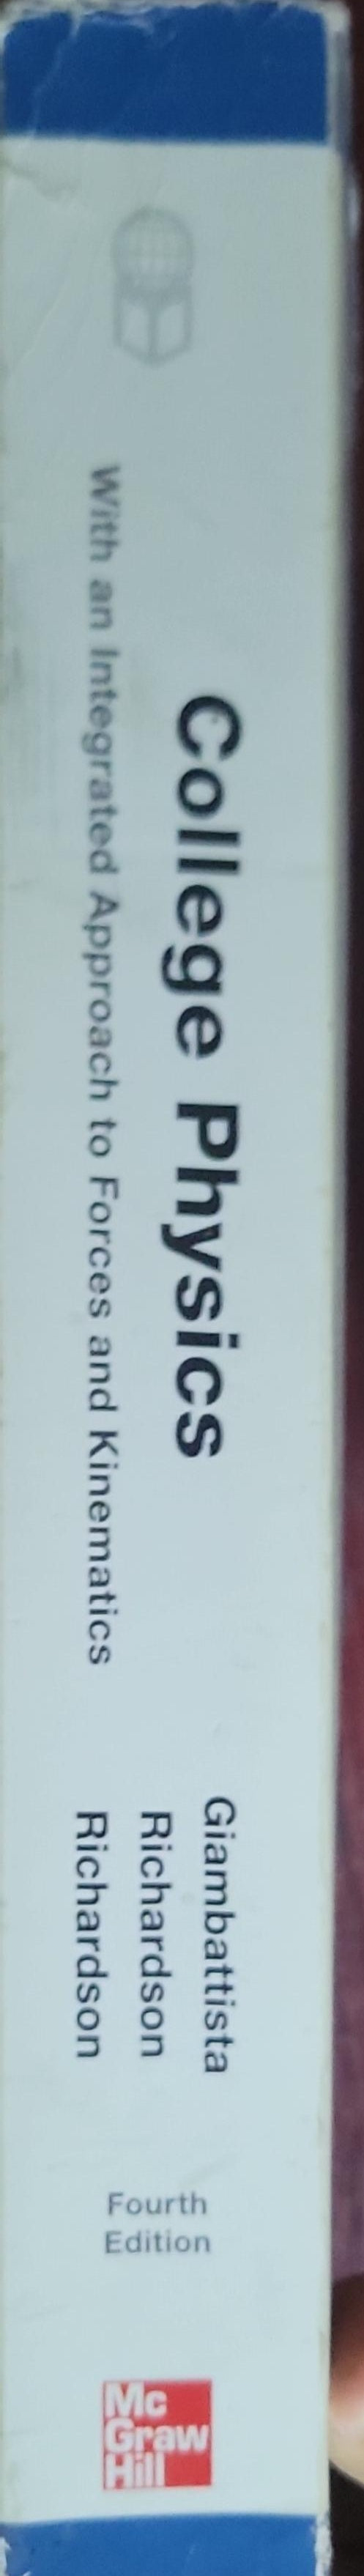 College Physics
With an Integrated Approach to Forces and Kinematics
Giambattista
Richardson
Richardson
Fourth
Edition
Mc
Graw
Hill